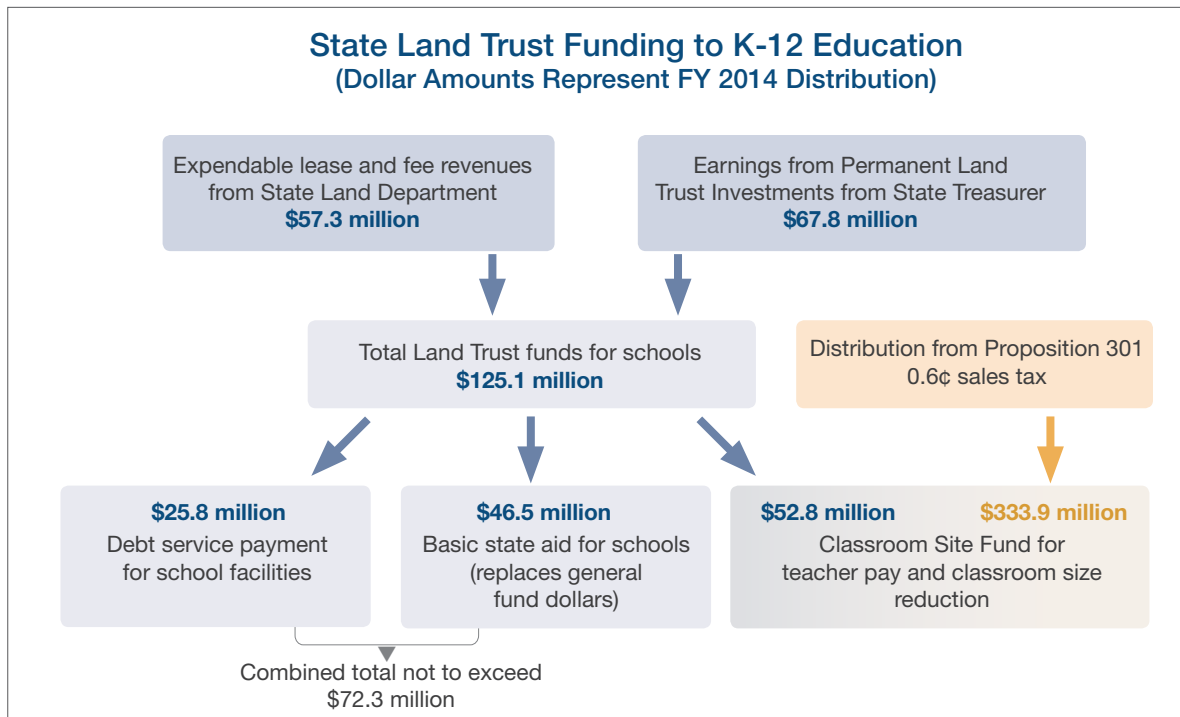 State Land Trust Funding to K-12 Education
(Dollar Amounts Represent FY 2014 Distribution)
Expendable lease and fee revenues
from State Land Department
$57.3 million
Earnings from Permanent Land
Trust Investments from State Treasurer
$67.8 million
Total Land Trust funds for schools
$125.1 million
Distribution from Proposition 301
0.6¢ sales tax
$25.8 million
Debt service payment
for school facilities
$46.5 million
Basic state aid for schools
(replaces general
fund dollars)
$52.8 million $333.9 million
Classroom Site Fund for
teacher pay and classroom size
reduction
Combined total not to exceed
$72.3 million